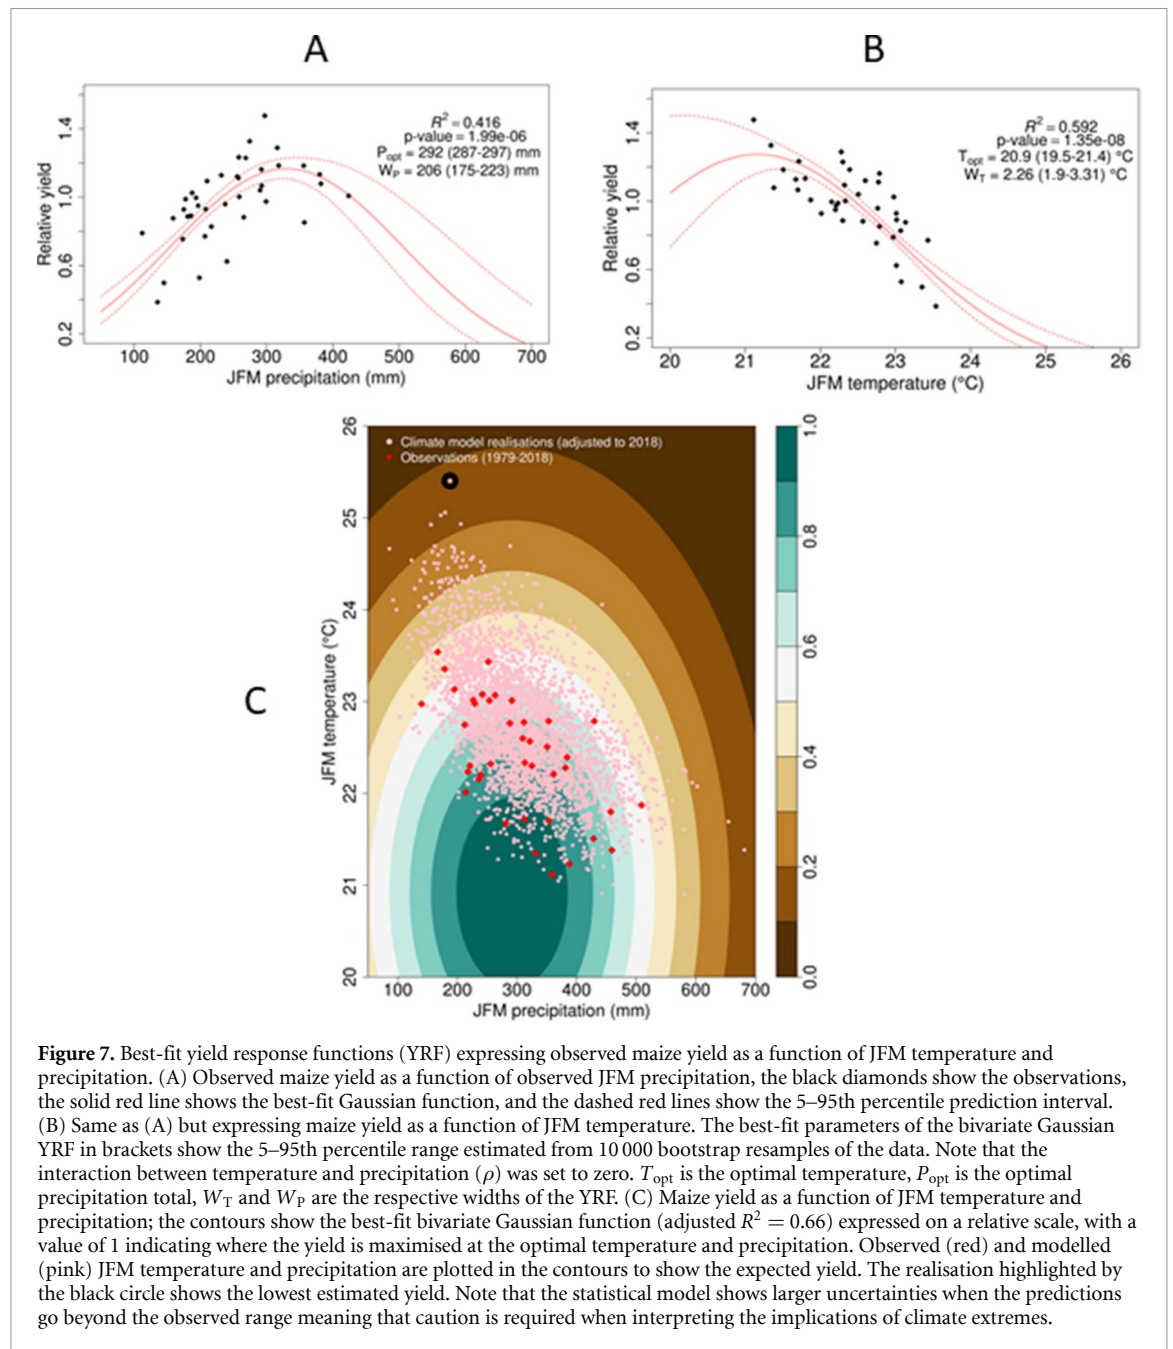 A
B
R² = 0.416
p-value = 1.99e-06
Popt = 292 (287-297) mm
WP = 206 (175-223) mm
Relative yield
0.2 0.6 1.0 1.4
100 200 300 400 500 600 700
JFM precipitation (mm)
R² = 0.592
p-value = 1.35e-08
Topt = 20.9 (19.5-21.4) °C
WT = 2.26 (1.9-3.31) °C
Relative yield
0.2 0.6 1.0 1.4
20 21 22 23 24 25 26
JFM temperature (°C)
C
Climate model realisations (adjusted to 2018)
Observations (1979-2018)
JFM temperature (°C)
20 21 22 23 24 25 26
100 200 300 400 500 600 700
JFM precipitation (mm)
0.0 0.2 0.4 0.6 0.8 1.0
Figure 7. Best-fit yield response functions (YRF) expressing observed maize yield as a function of JFM temperature and
precipitation. (A) Observed maize yield as a function of observed JFM precipitation, the black diamonds show the observations,
the solid red line shows the best-fit Gaussian function, and the dashed red lines show the 5–95th percentile prediction interval.
(B) Same as (A) but expressing maize yield as a function of JFM temperature. The best-fit parameters of the bivariate Gaussian
YRF in brackets show the 5–95th percentile range estimated from 10 000 bootstrap resamples of the data. Note that the
interaction between temperature and precipitation (ρ) was set to zero. Topt is the optimal temperature, Popt is the optimal
precipitation total, WT and WP are the respective widths of the YRF. (C) Maize yield as a function of JFM temperature and
precipitation; the contours show the best-fit bivariate Gaussian function (adjusted R² = 0.66) expressed on a relative scale, with a
value of 1 indicating where the yield is maximised at the optimal temperature and precipitation. Observed (red) and modelled
(pink) JFM temperature and precipitation are plotted in the contours to show the expected yield. The realisation highlighted by
the black circle shows the lowest estimated yield. Note that the statistical model shows larger uncertainties when the predictions
go beyond the observed range meaning that caution is required when interpreting the implications of climate extremes.